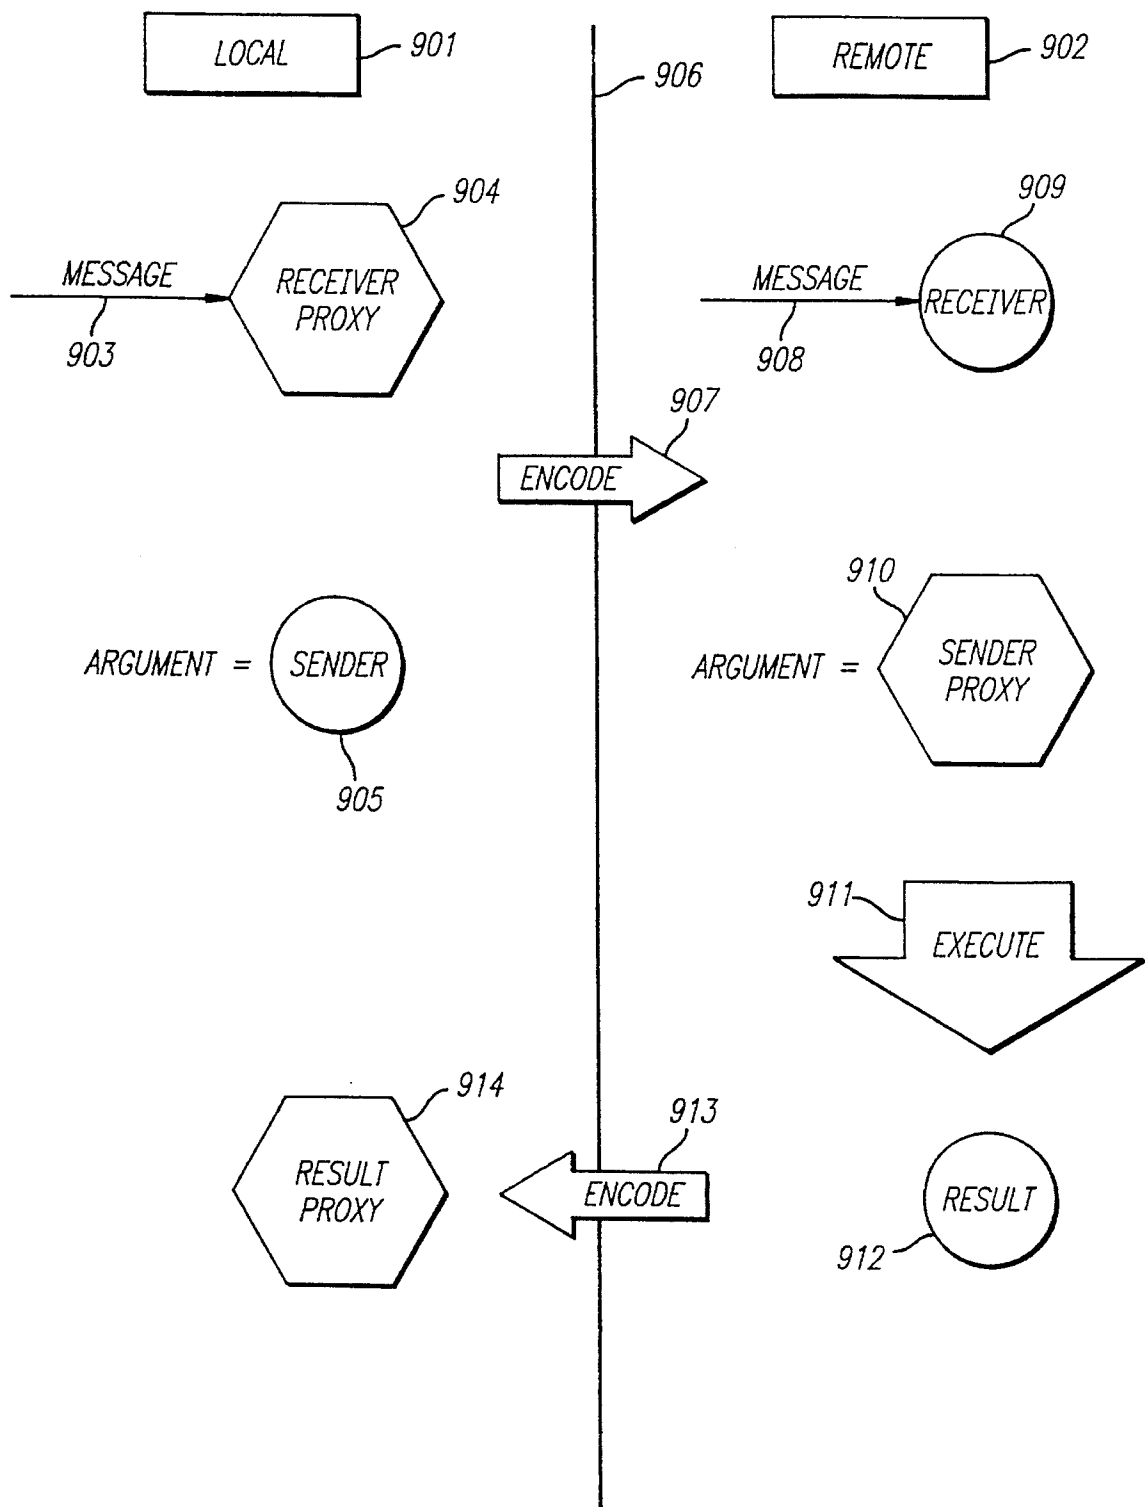 LOCAL
901
906
REMOTE
902
904
909
MESSAGE
RECEIVER
PROXY
903
MESSAGE
RECEIVER
908
907
ENCODE
910
ARGUMENT =
SENDER
905
ARGUMENT =
SENDER
PROXY
911
EXECUTE
914
913
RESULT
PROXY
ENCODE
RESULT
912